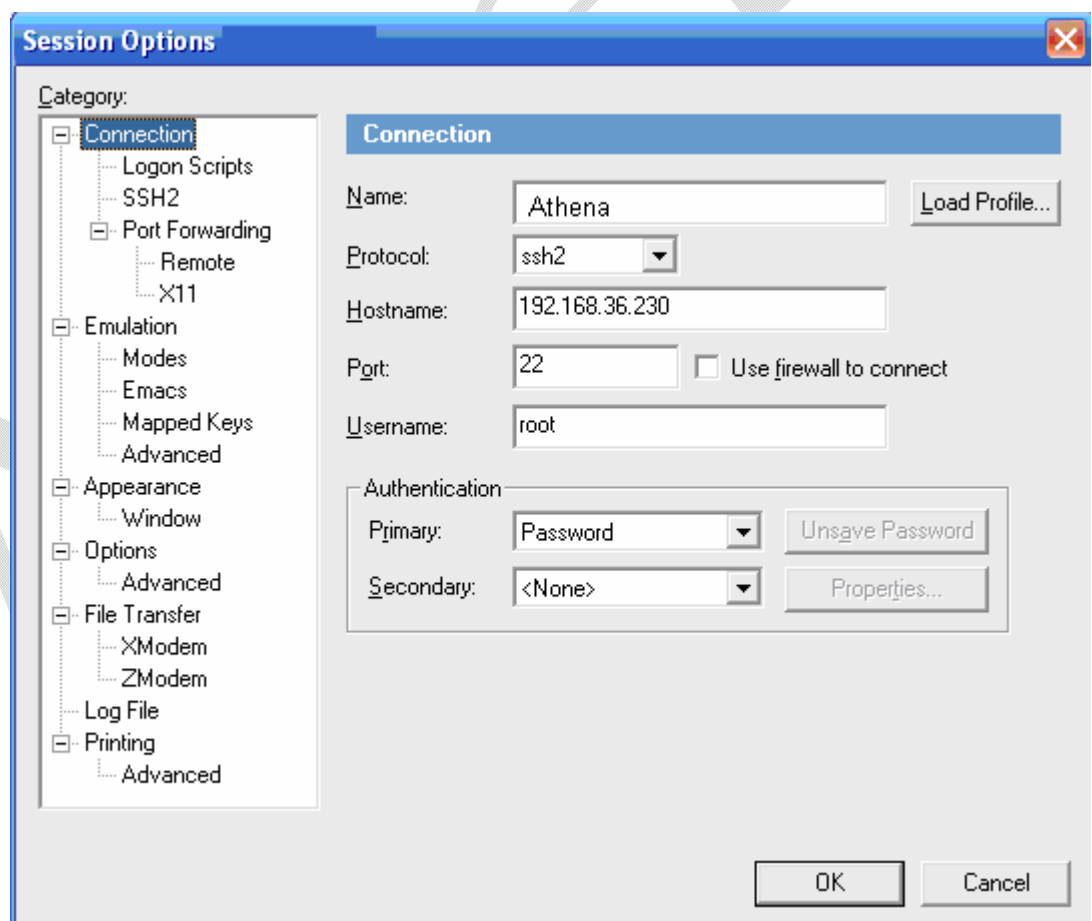 Session Options
Category:
Connection
Logon Scripts
SSH2
Port Forwarding
Remote
X11
Emulation
Modes
Emacs
Mapped Keys
Advanced
Appearance
Window
Options
Advanced
File Transfer
XModem
ZModem
Log File
Printing
Advanced
Connection
Name: Athena Load Profile...
Protocol: ssh2
Hostname: 192.168.36.230
Port: 22 Use firewall to connect
Username: root
Authentication
Primary: Password Unsave Password
Secondary: <None> Properties...
OK Cancel